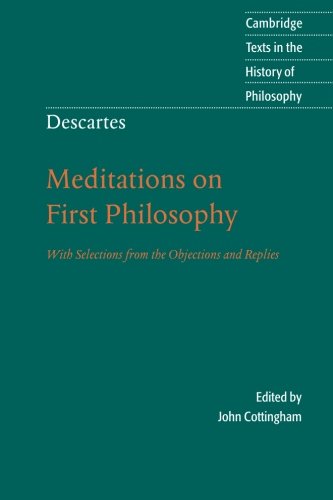 Cambridge
Texts in the
History of
Philosophy
Descartes
Meditations on
First Philosophy
With Selections from the Objections and Replies
Edited by
John Cottingham